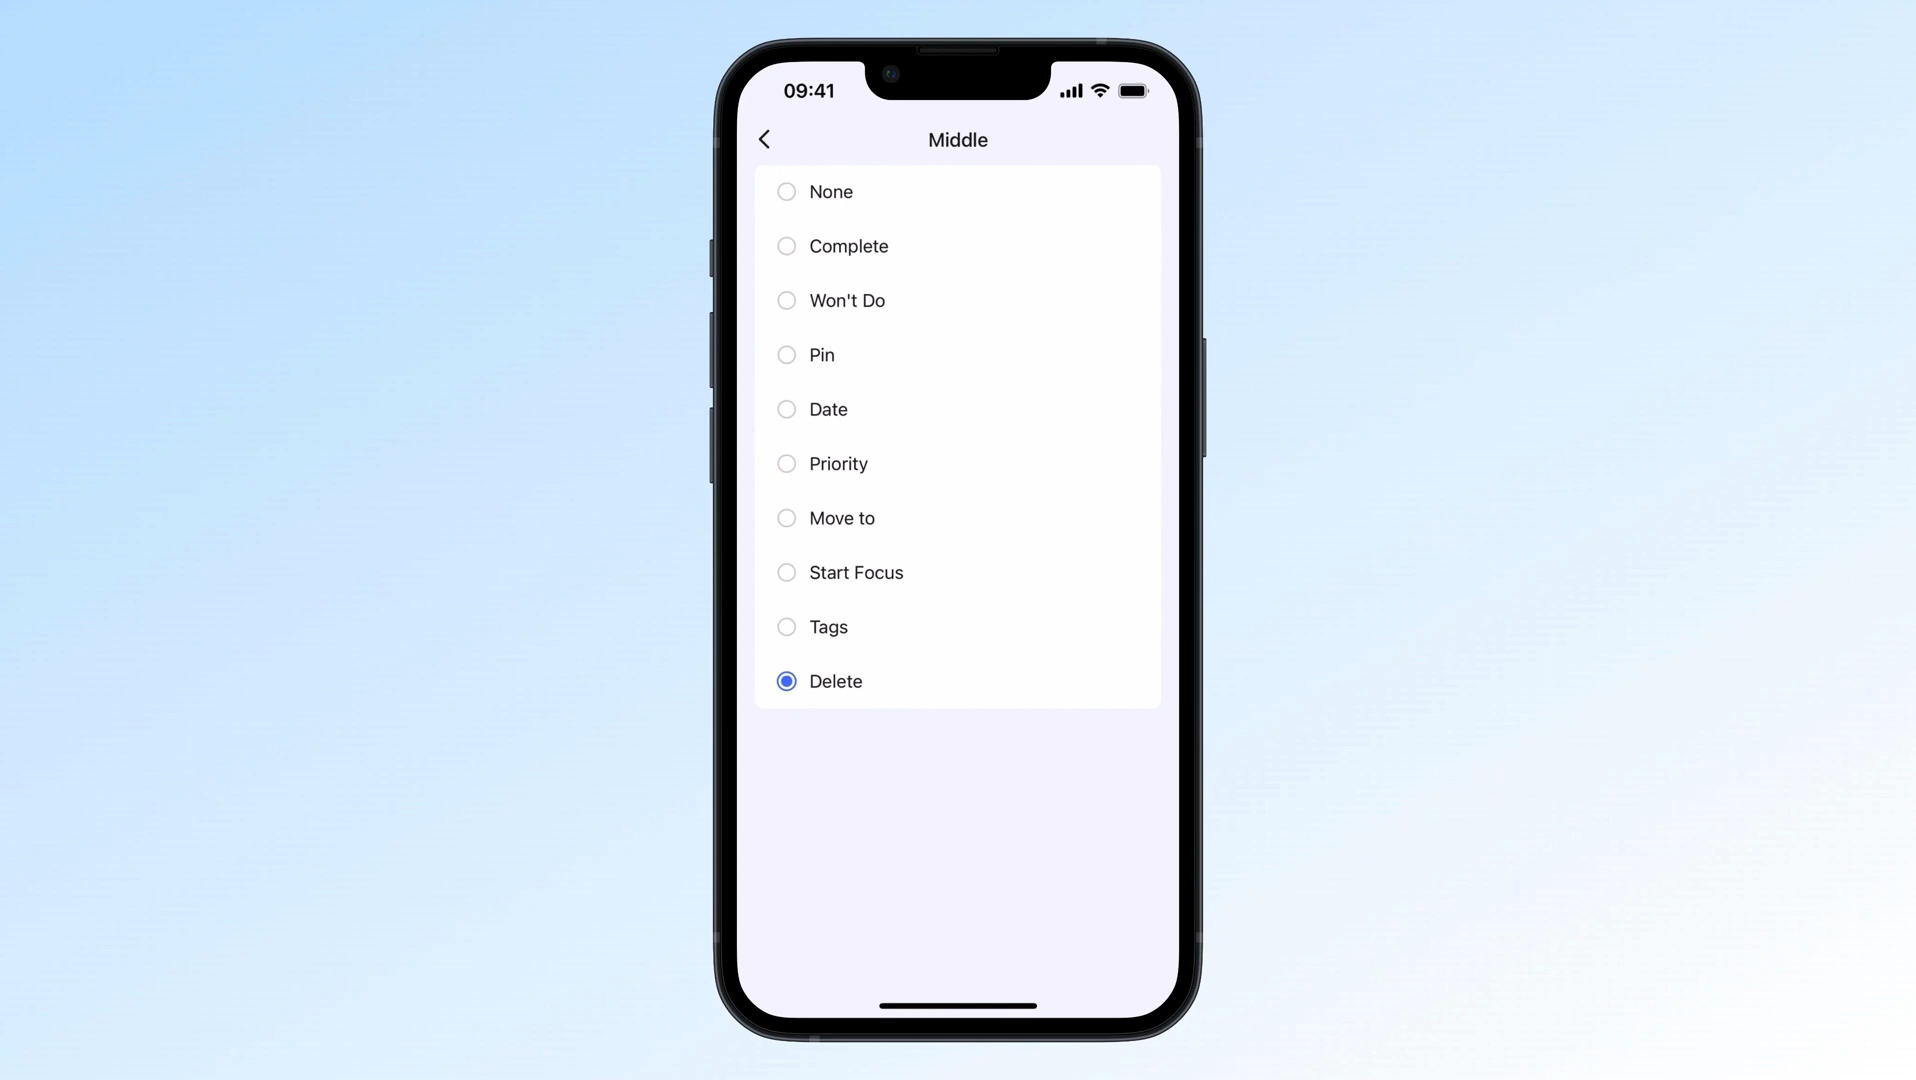 09:41
Middle
None
Complete
Won't Do
Pin
Date
Priority
Move to
Start Focus
Tags
Delete